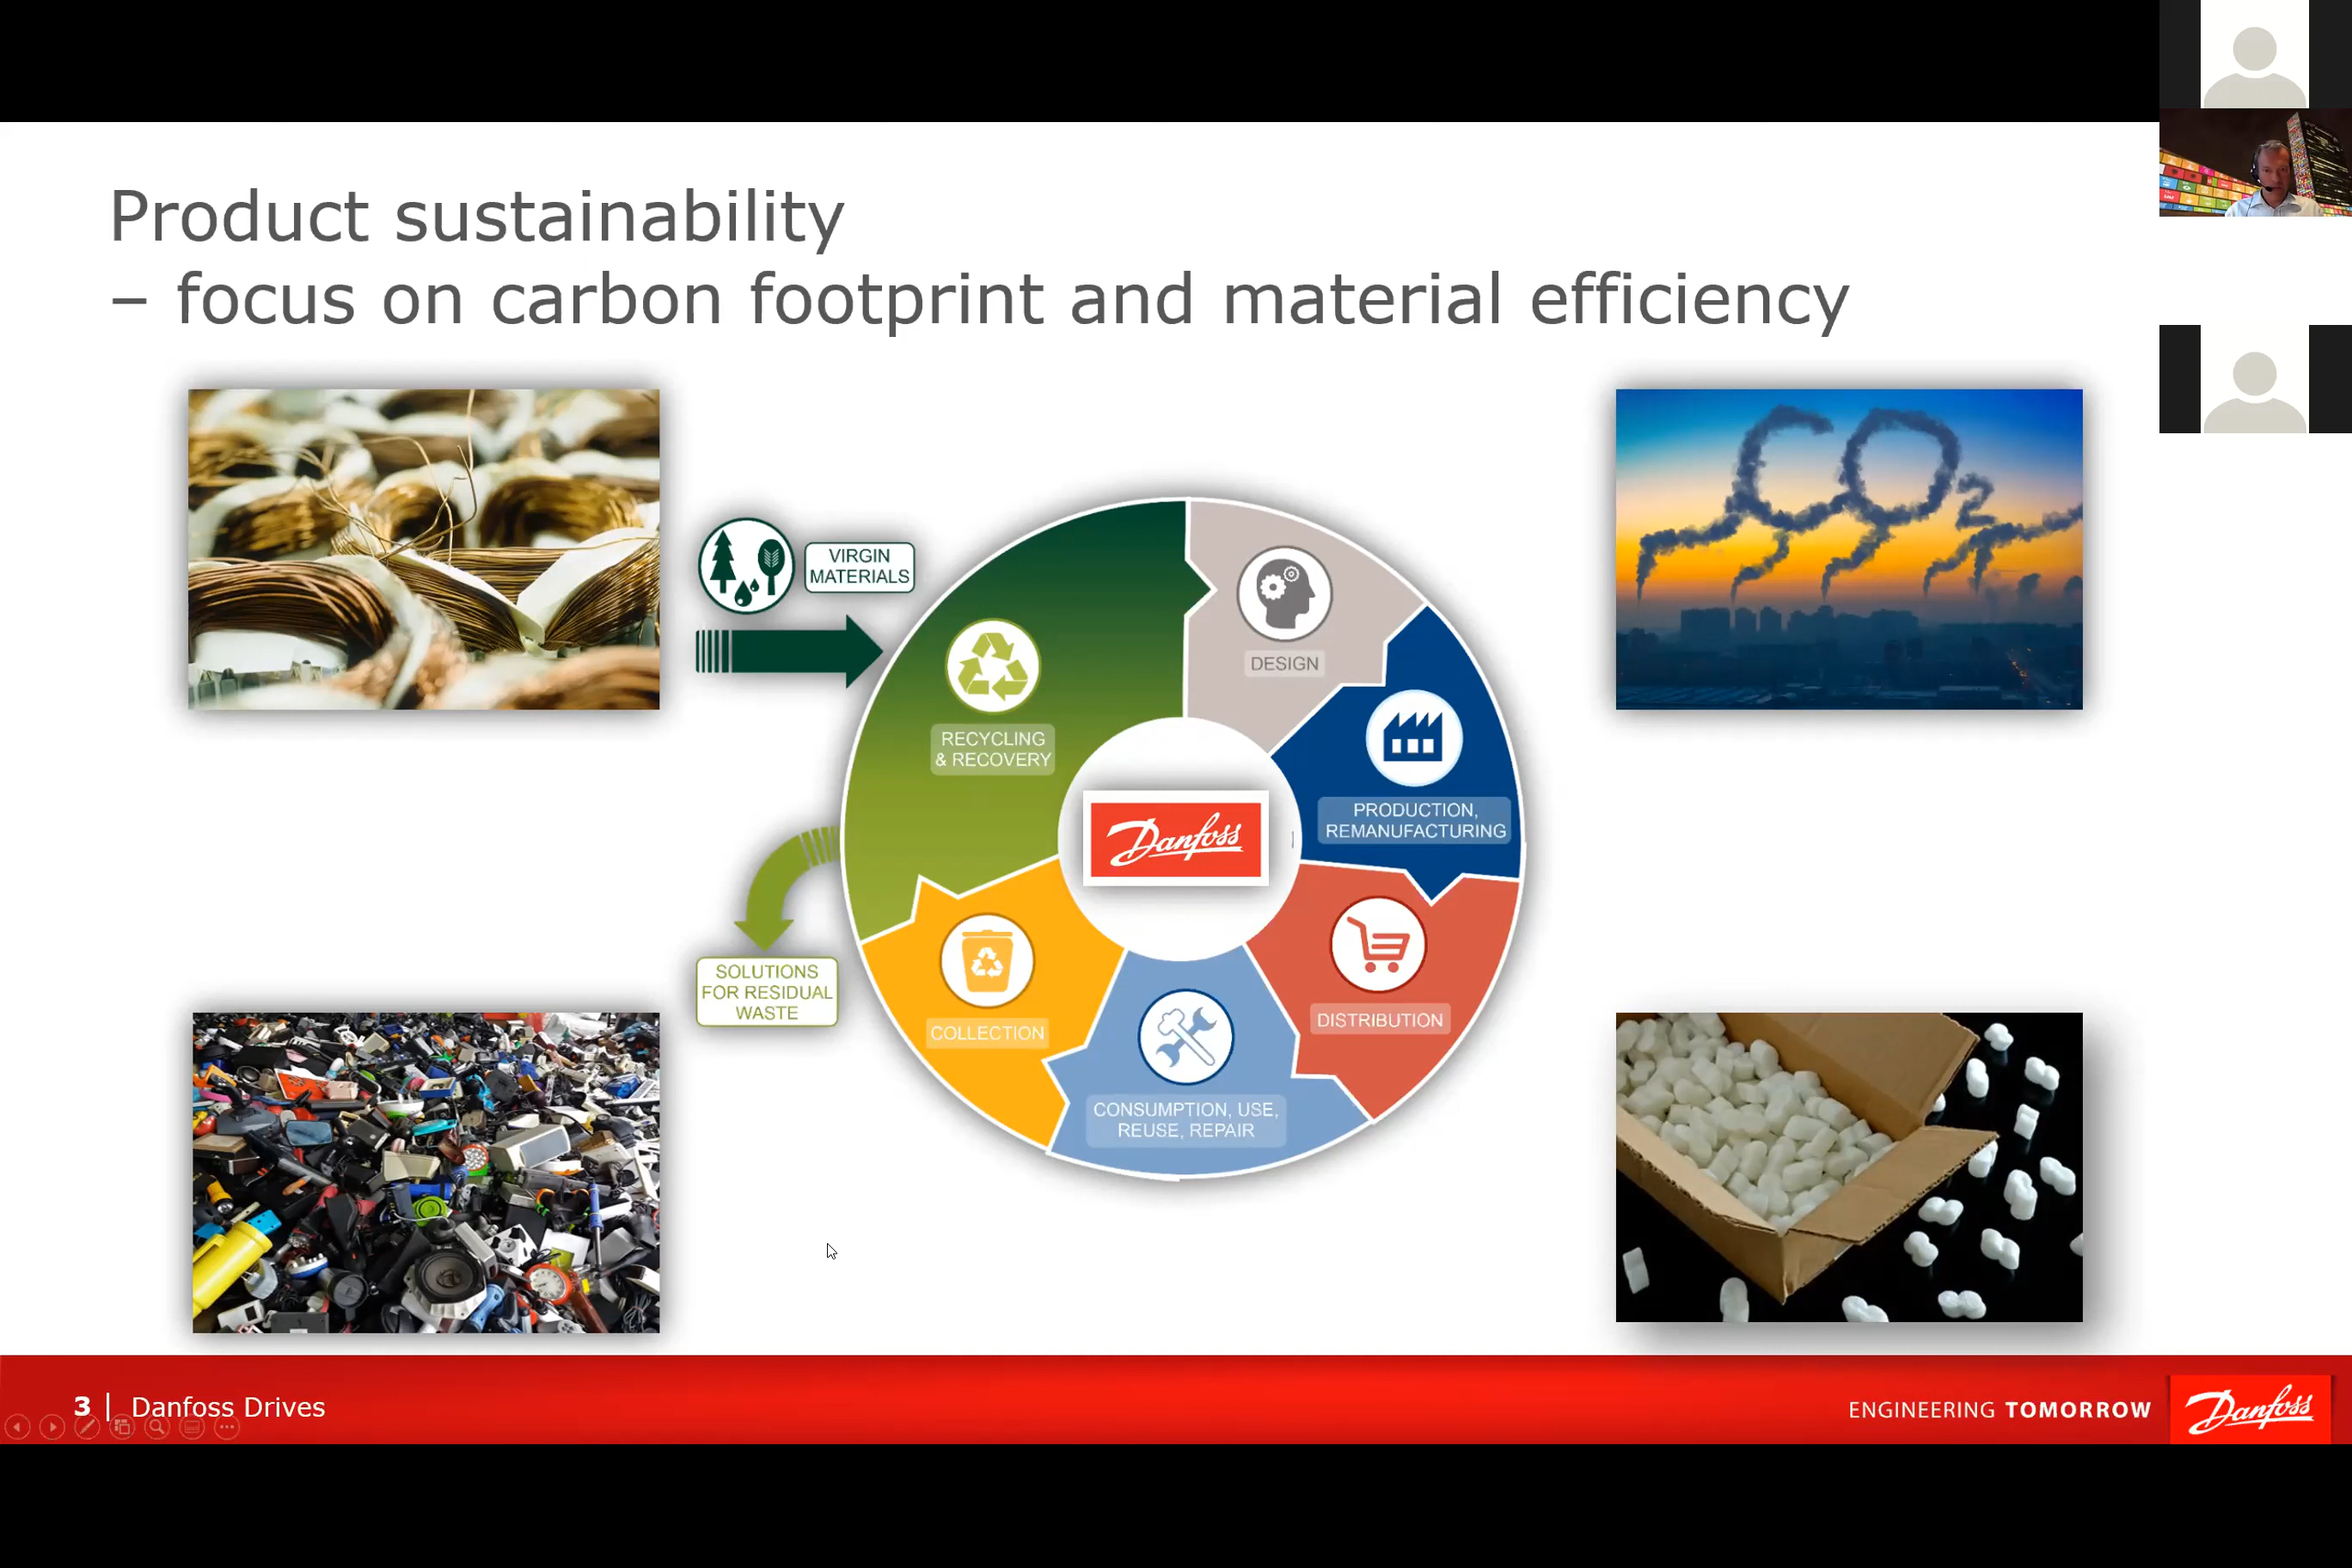 Product sustainability
– focus on carbon footprint and material efficiency
CO2
VIRGIN
MATERIALS
DESIGN
RECYCLING
& RECOVERY
PRODUCTION,
REMANUFACTURING
Danfoss
SOLUTIONS
FOR RESIDUAL
WASTE
COLLECTION
DISTRIBUTION
CONSUMPTION, USE,
REUSE, REPAIR
3 | Danfoss Drives
ENGINEERING TOMORROW
Danfoss